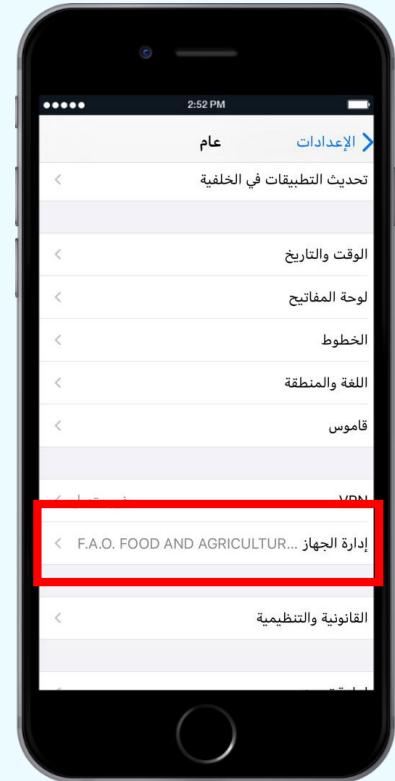 2:52 PM
الإعدادات
عام
تحديث التطبيقات في الخلفية
الوقت والتاريخ
لوحة المفاتيح
الخطوط
اللغة والمنطقة
قاموس
VPN
إدارة الجهاز F.A.O. FOOD AND AGRICULTUR...
القانونية والتنظيمية